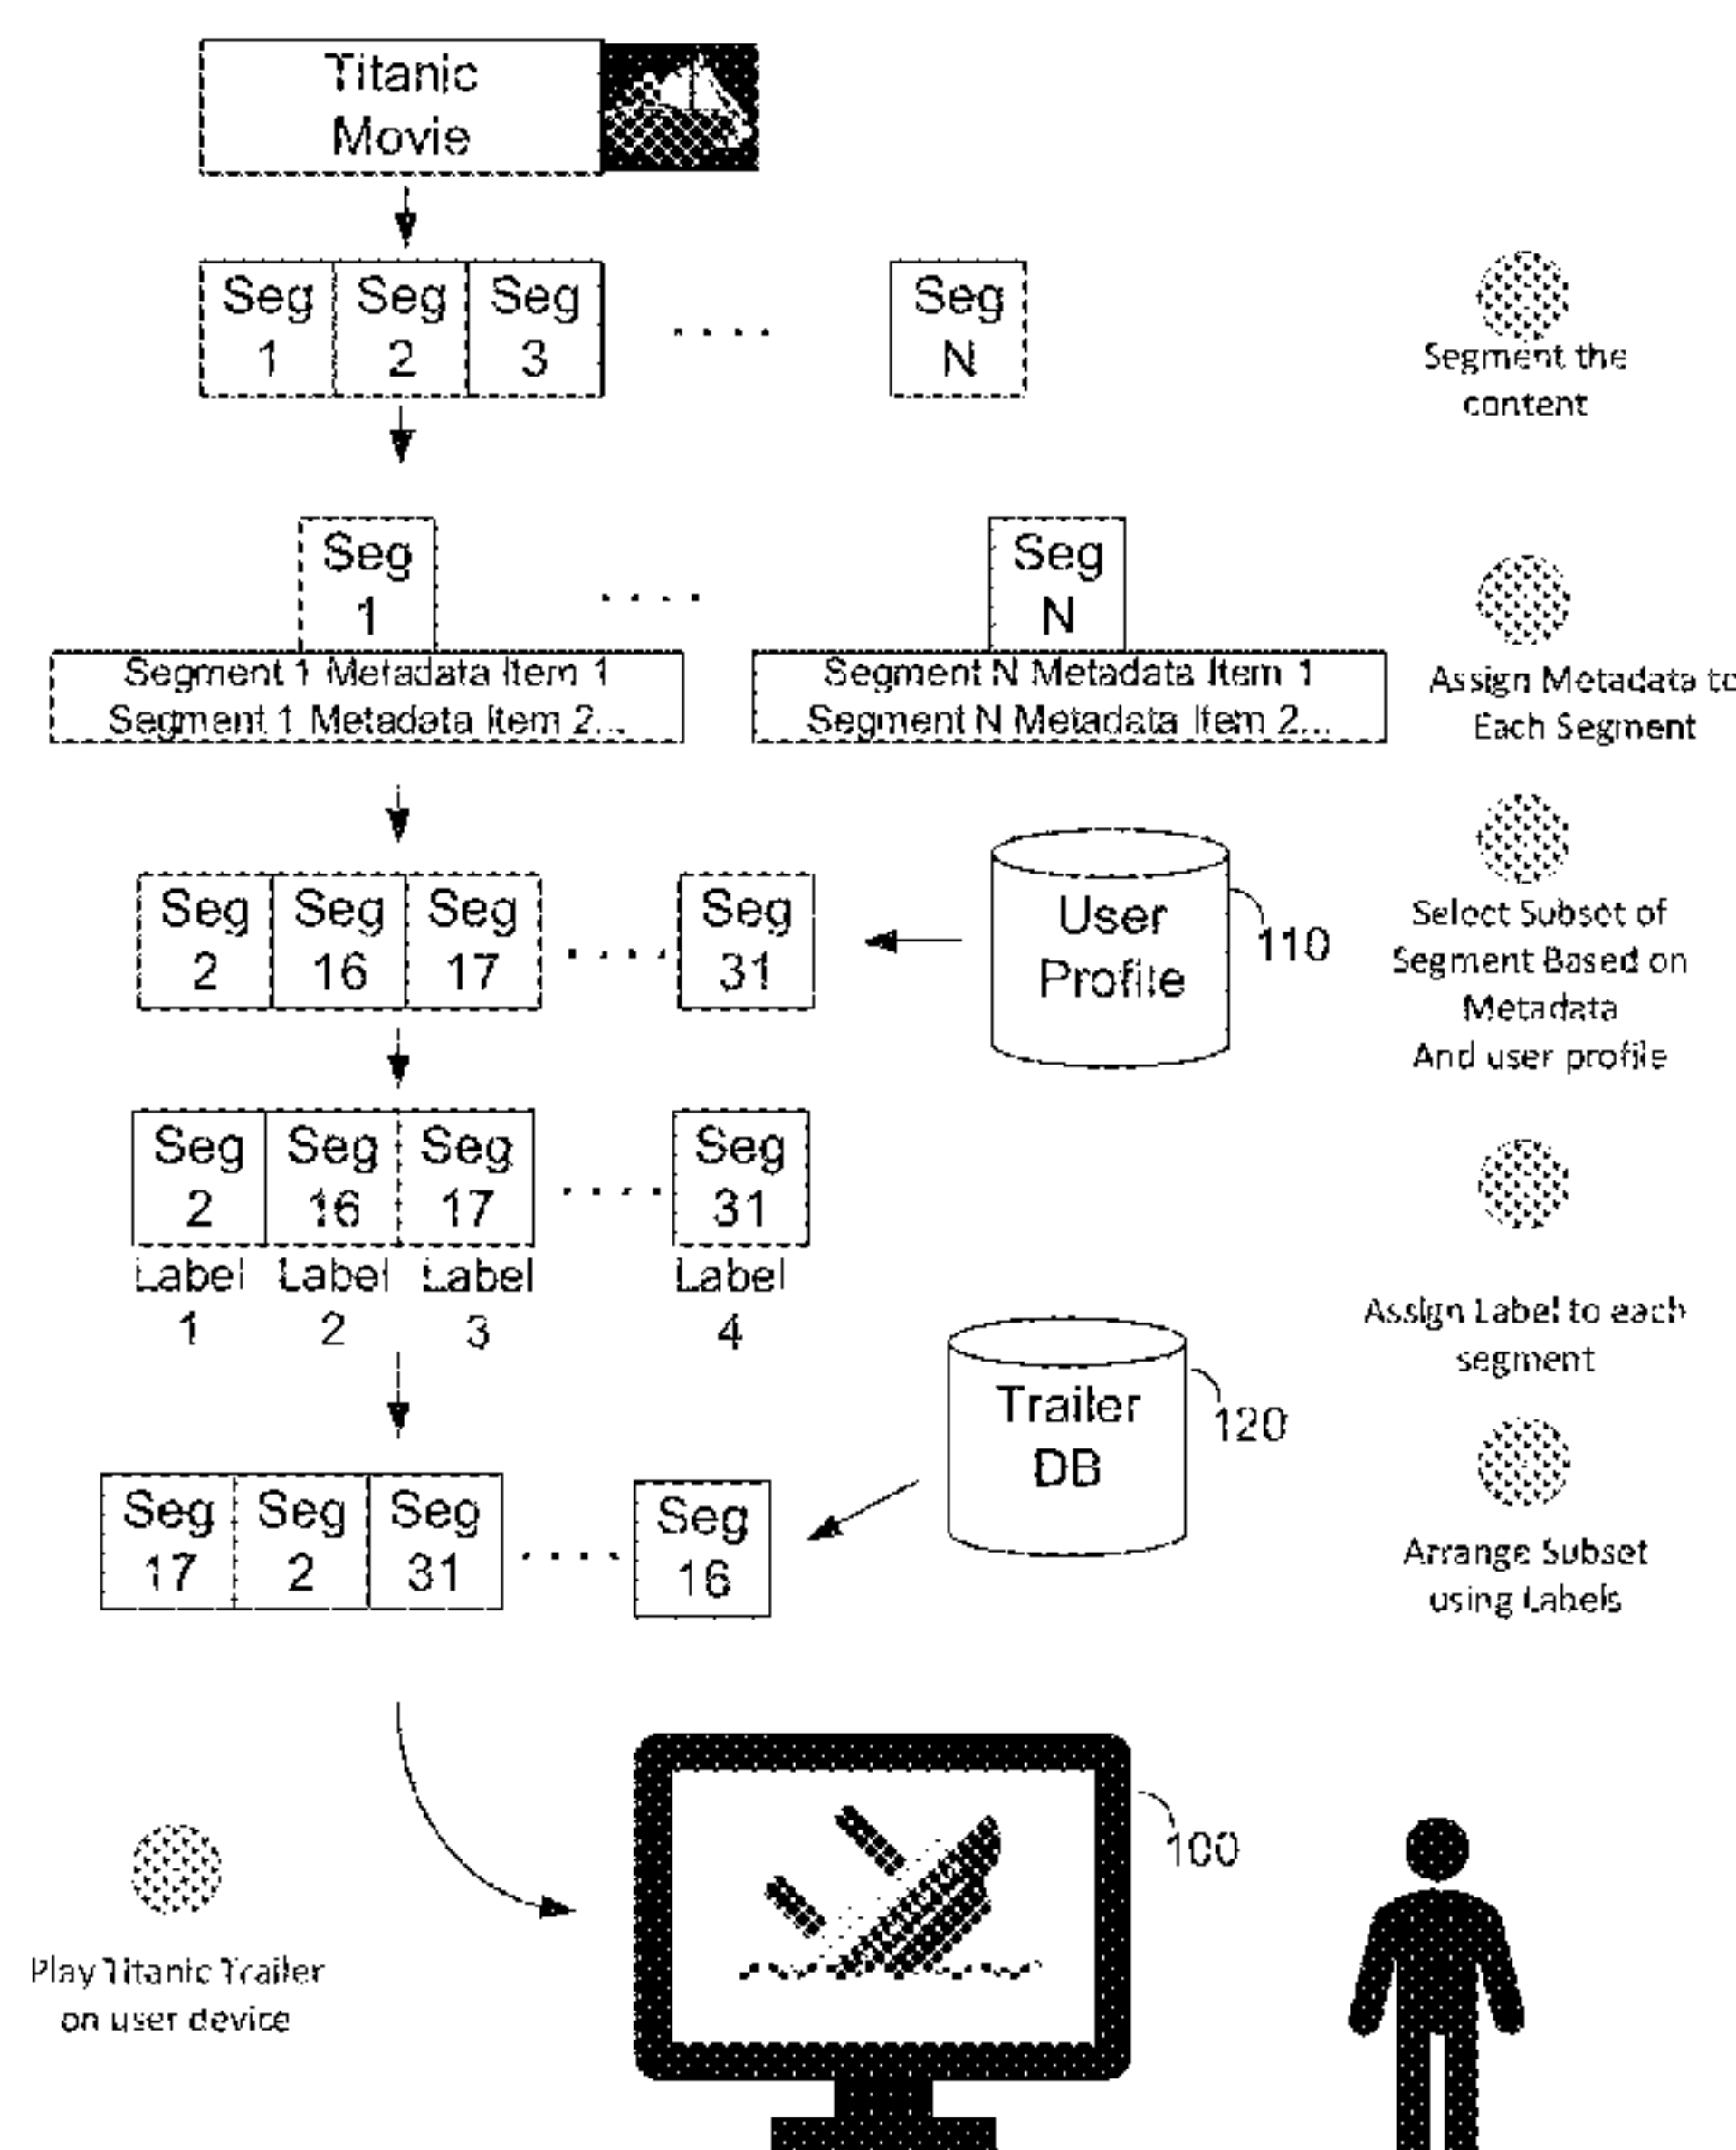 Titanic
Movie
Seg Seg Seg Seg
1 2 3 .... N
Segment the
content
Seg Seg
1 .... N
Segment 1 Metadata Item 1
Segment 1 Metadata Item 2...
Segment N Metadata Item 1
Segment N Metadata Item 2...
Assign Metadata to
Each Segment
Seg Seg Seg Seg
2 16 17 .... 31
User
Profile
110
Select Subset of
Segment Based on
Metadata
And user profile
Seg Seg Seg Seg
2 16 17 .... 31
Label Label Label Label
1 2 3 4
Assign Label to each
segment
Trailer
DB
120
Seg Seg Seg Seg
17 2 31 .... 16
Arrange Subset
using Labels
100
Play Titanic Trailer
on user device